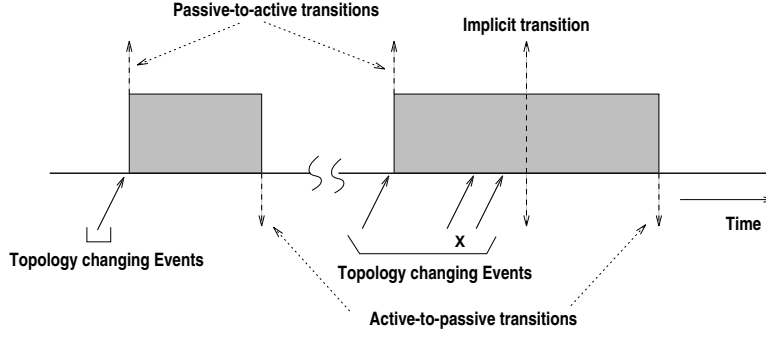 Passive-to-active transitions
Implicit transition
Time
X
Topology changing Events
Topology changing Events
Active-to-passive transitions